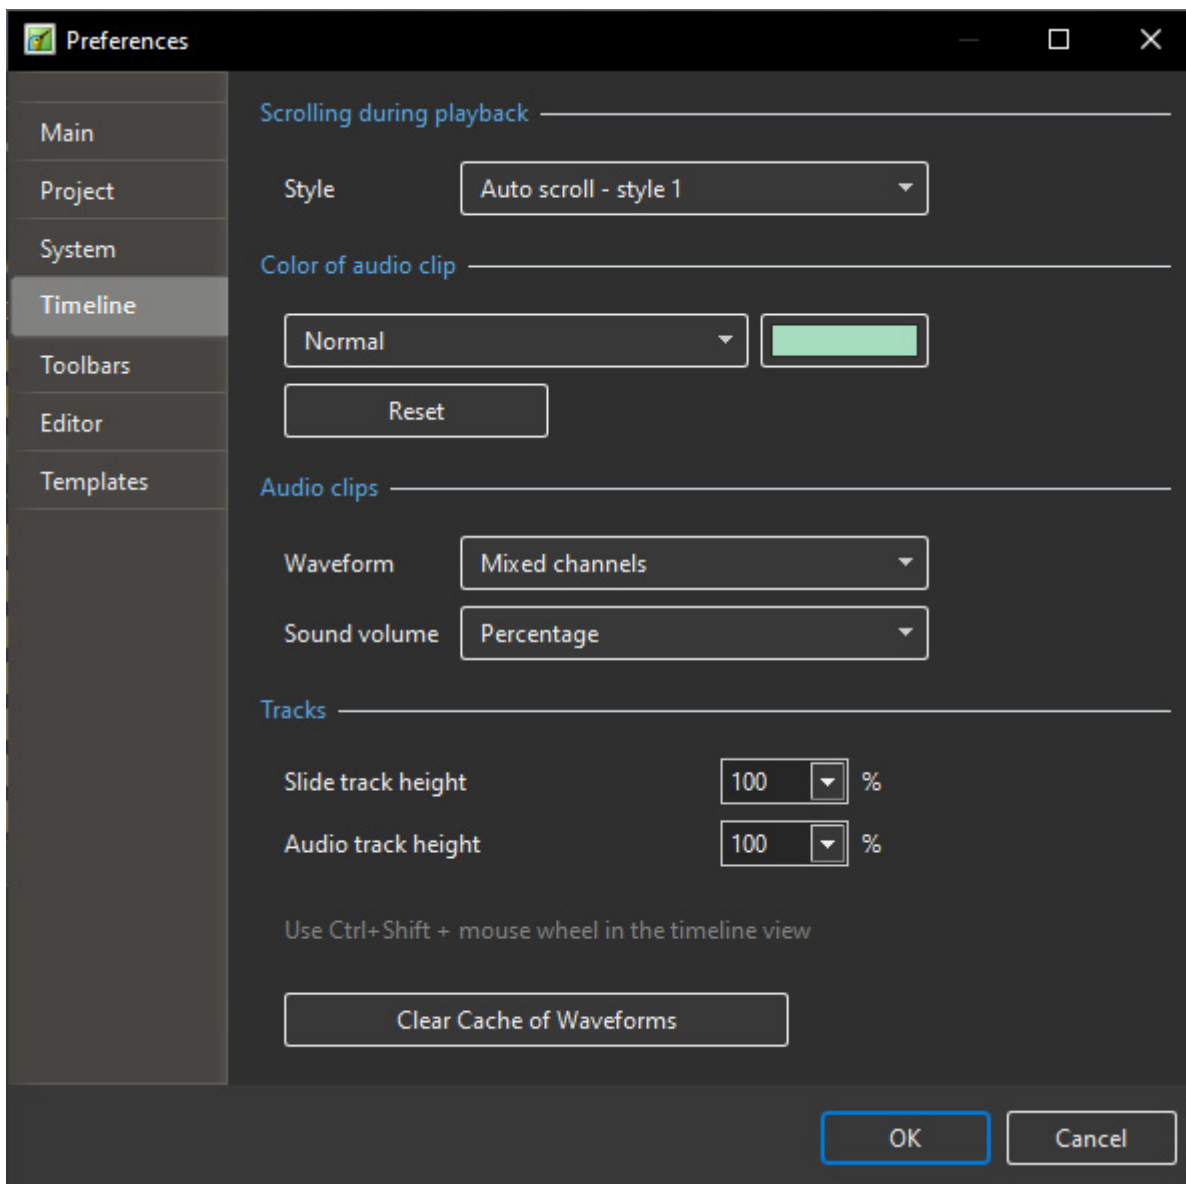 Preferences
Main
Project
System
Timeline
Toolbars
Editor
Templates
Scrolling during playback
Style Auto scroll - style 1
Color of audio clip
Normal
Reset
Audio clips
Waveform Mixed channels
Sound volume Percentage
Tracks
Slide track height 100 %
Audio track height 100 %
Use Ctrl+Shift + mouse wheel in the timeline view
Clear Cache of Waveforms
OK Cancel